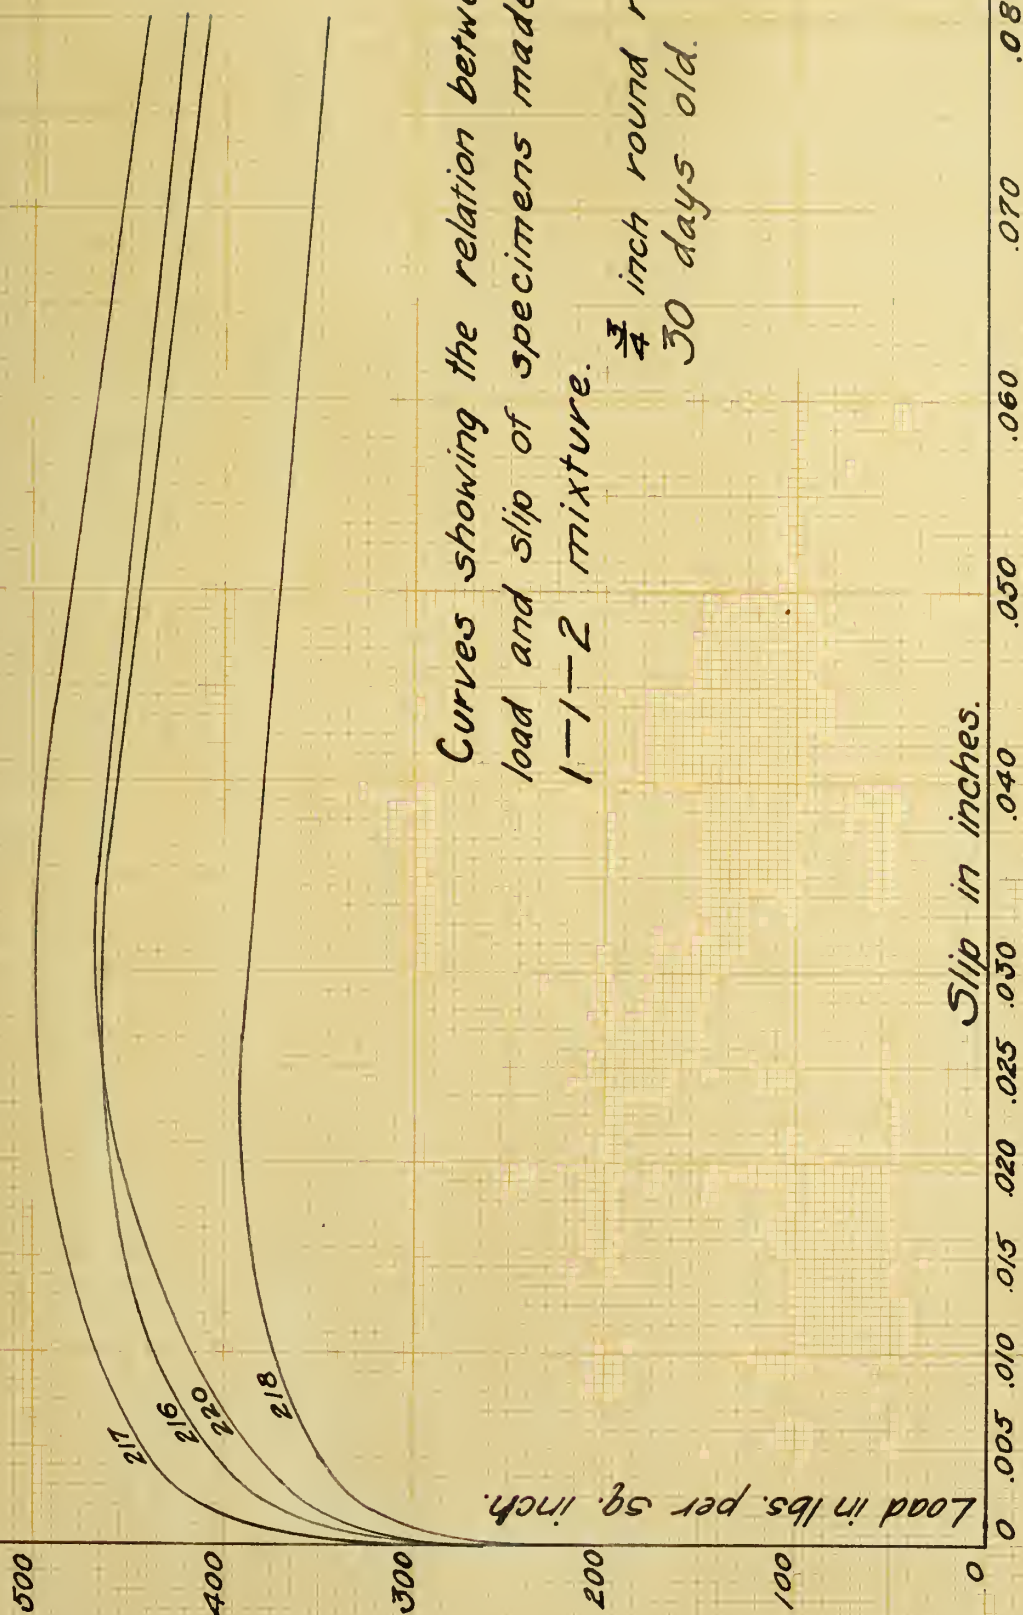 500
400
300
200
100
0
Load in lbs. per sq. inch.
217
216
220
218
Curves showing the relation
load and slip of specimens made
1—1—2 mixture.
3/4 inch round
30 days old.
Slip in inches.
0 .005 .010 .015 .020 .025 .030 .040 .050 .060 .070 .08